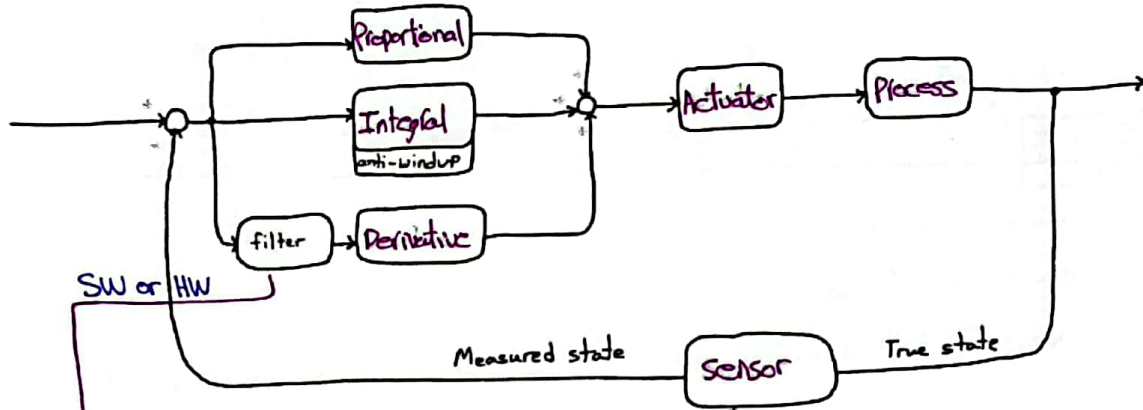 Proportional
Integral
anti-windup
filter
Derivative
Actuator
Process
SW or HW
Measured state
sensor
True state